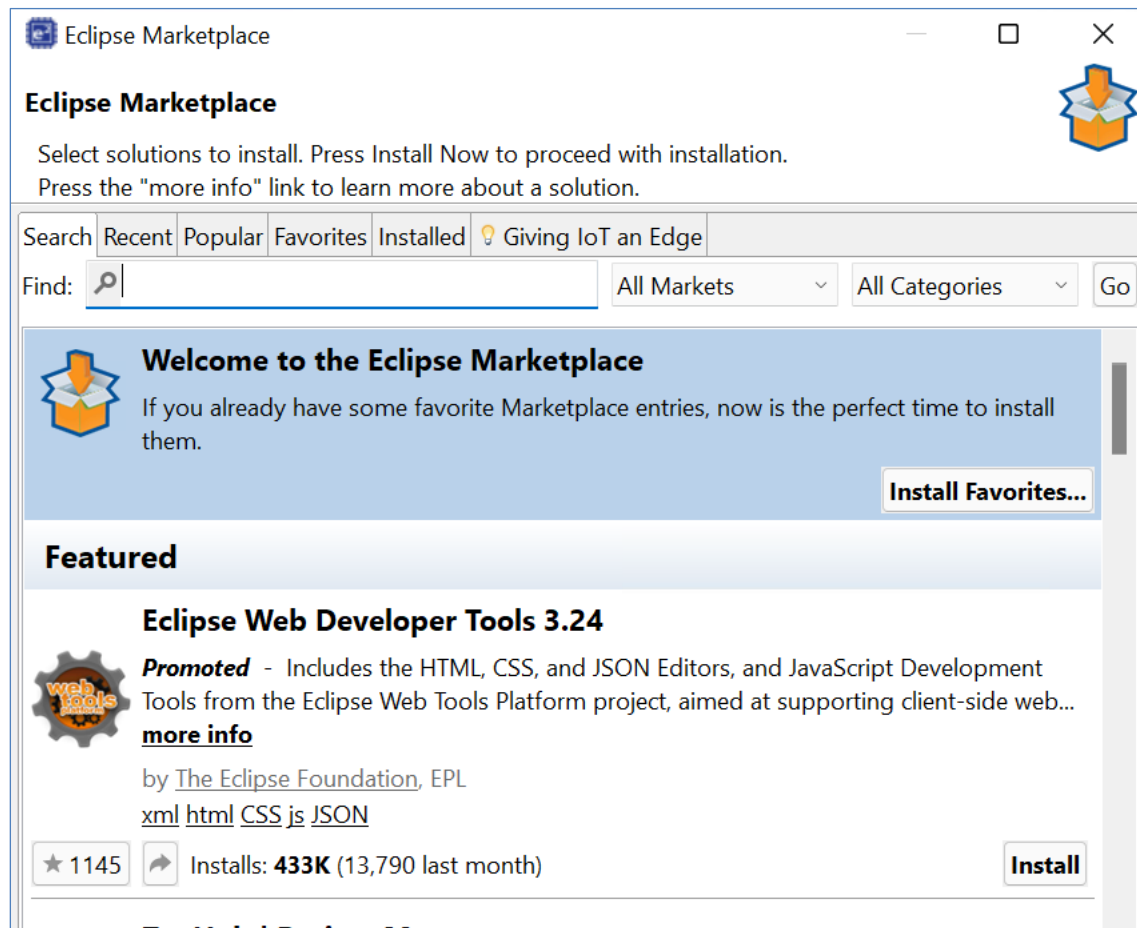 Eclipse Marketplace
Eclipse Marketplace
Select solutions to install. Press Install Now to proceed with installation.
Press the "more info" link to learn more about a solution.
Search Recent Popular Favorites Installed Giving IoT an Edge
Find: All Markets All Categories Go
Welcome to the Eclipse Marketplace
If you already have some favorite Marketplace entries, now is the perfect time to install
them.
Install Favorites...
Featured
Eclipse Web Developer Tools 3.24
Promoted - Includes the HTML, CSS, and JSON Editors, and JavaScript Development
Tools from the Eclipse Web Tools Platform project, aimed at supporting client-side web...
more info
web
tools
platform
by The Eclipse Foundation, EPL
xml html CSS js JSON
1145 Installs: 433K (13,790 last month) Install